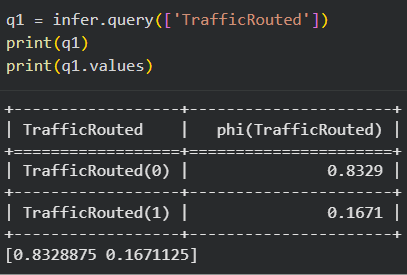 q1 = infer.query(['TrafficRouted'])
print(q1)
print(q1.values)
+------------------+----------------------+
| TrafficRouted    |   phi(TrafficRouted) |
+==================+======================+
| TrafficRouted(0) |               0.8329 |
+------------------+----------------------+
| TrafficRouted(1) |               0.1671 |
+------------------+----------------------+
[0.8328875 0.1671125]